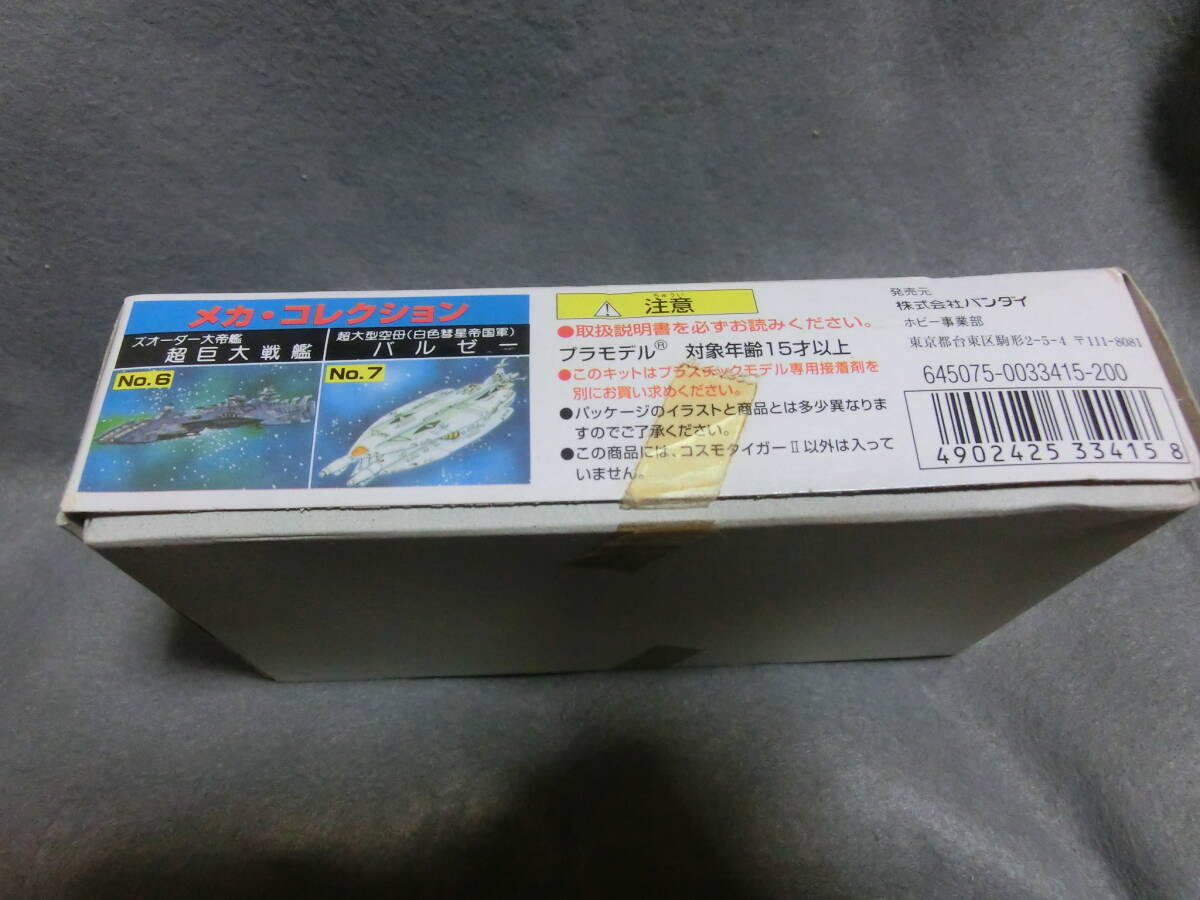 メカ・コレクション
ズオーダー大帝艦
超巨大戦艦
No.6
超大型空母(白色彗星帝国軍)
バルゼー
No.7
注意
ちゅうい
●取扱説明書を必ずお読みください。
プラモデル® 対象年齢15才以上
●このキットはプラスチックモデル専用接着剤を
別にお買い求めください。
●パッケージのイラストと商品とは多少異なりま
すのでご了承ください。
●この商品には、コスモタイガーII以外は入って
いません。
発売元
株式会社バンダイ
ホビー事業部
東京都台東区駒形2-5-4 〒111-8081
645075-0033415-200
4902425 334158